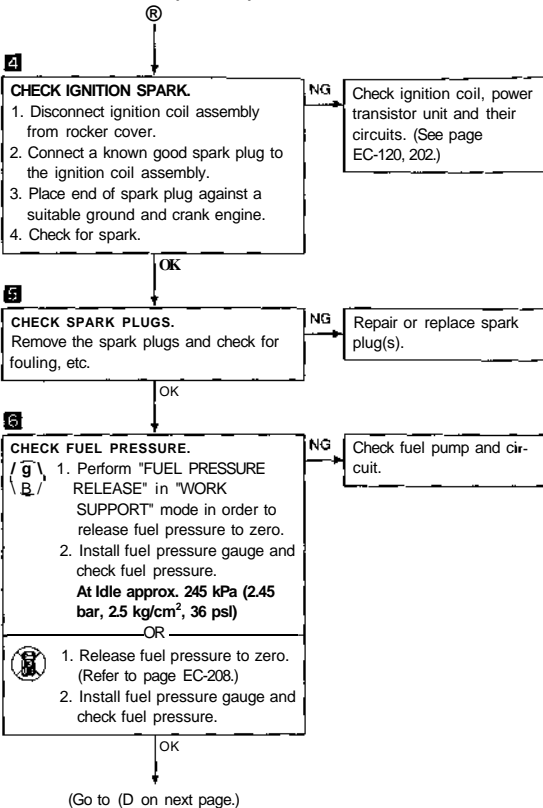 ®
4
CHECK IGNITION SPARK.
1. Disconnect ignition coil assembly
from rocker cover.
2. Connect a known good spark plug to
the ignition coil assembly.
3. Place end of spark plug against a
suitable ground and crank engine.
4. Check for spark.
NG
Check ignition coil, power
transistor unit and their
circuits. (See page
EC-120, 202.)
OK
5
CHECK SPARK PLUGS.
Remove the spark plugs and check for
fouling, etc.
NG
Repair or replace spark
plug(s).
OK
6
CHECK FUEL PRESSURE.
1. Perform "FUEL PRESSURE
RELEASE" in "WORK
SUPPORT" mode in order to
release fuel pressure to zero.
2. Install fuel pressure gauge and
check fuel pressure.
At Idle approx. 245 kPa (2.45
bar, 2.5 kg/cm², 36 psl)
OR
1. Release fuel pressure to zero.
(Refer to page EC-208.)
2. Install fuel pressure gauge and
check fuel pressure.
NG
Check fuel pump and cir-
cuit.
OK
(Go to (D on next page.)